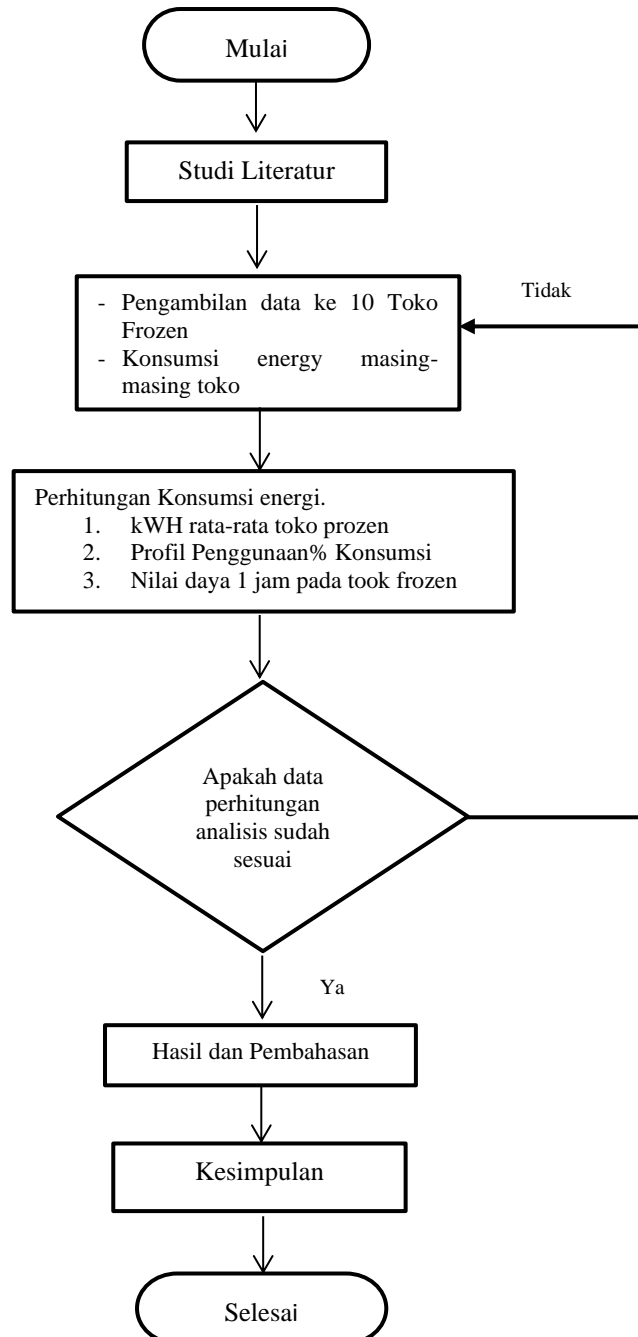 Mulai
Studi Literatur
- Pengambilan data ke 10 Toko
Frozen
- Konsumsi energy masing-
masing toko
Tidak
Perhitungan Konsumsi energi.
1. kWH rata-rata toko prozen
2. Profil Penggunaan% Konsumsi
3. Nilai daya 1 jam pada took frozen
Apakah data
perhitungan
analisis sudah
sesuai
Ya
Hasil dan Pembahasan
Kesimpulan
Selesai